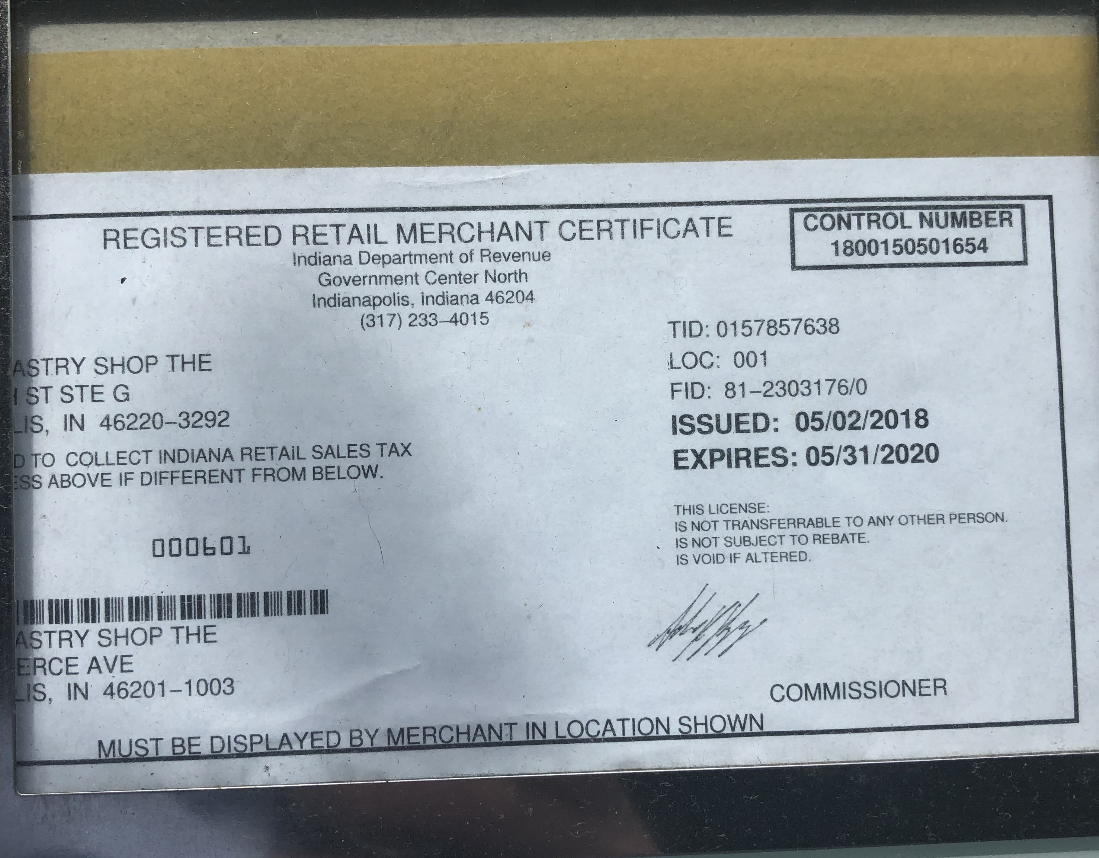 REGISTERED RETAIL MERCHANT CERTIFICATE
Indiana Department of Revenue
Government Center North
Indianapolis, Indiana 46204
(317) 233-4015
CONTROL NUMBER
1800150501654
TID: 0157857638
LOC: 001
FID: 81-2303176/0
ISSUED: 05/02/2018
EXPIRES: 05/31/2020
ASTRY SHOP THE
ST STE G
LIS, IN 46220-3292
D TO COLLECT INDIANA RETAIL SALES TAX
SS ABOVE IF DIFFERENT FROM BELOW.
THIS LICENSE:
IS NOT TRANSFERRABLE TO ANY OTHER PERSON.
IS NOT SUBJECT TO REBATE.
IS VOID IF ALTERED.
000601
ASTRY SHOP THE
ERCE AVE
LIS, IN 46201-1003
COMMISSIONER
MUST BE DISPLAYED BY MERCHANT IN LOCATION SHOWN